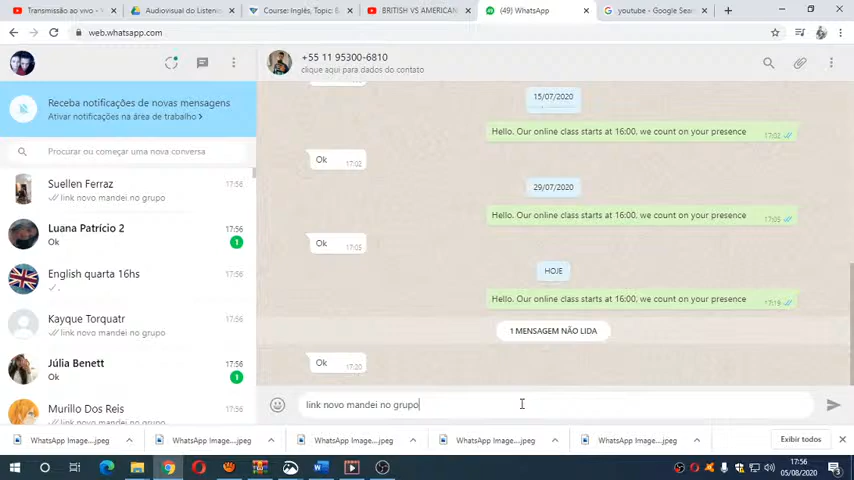 Transmissão ao vivo - M
Audiovisual do Listenin
Course: Inglês, Topic: B
BRITISH VS AMERICAN
(49) WhatsApp
youtube - Google Sear
web.whatsapp.com
+55 11 95300-6810
clique aqui para dados do contato
Receba notificações de novas mensagens
Ativar notificações na área de trabalho
Procurar ou começar uma nova conversa
Suellen Ferraz 17:56
link novo mandei no grupo
Luana Patrício 2 17:56
Ok 1
English quarta 16hs 17:56
.
Kayque Torquatr 17:56
link novo mandei no grupo
Júlia Benett 17:56
Ok 1
Murillo Dos Reis 17:56
link novo mandei no grupo
15/07/2020
Hello. Our online class starts at 16:00, we count on your presence 17:02
Ok 17:02
29/07/2020
Hello. Our online class starts at 16:00, we count on your presence 17:05
Ok 17:05
HOJE
Hello. Our online class starts at 16:00, we count on your presence 17:19
1 MENSAGEM NÃO LIDA
Ok 17:20
link novo mandei no grupo
WhatsApp Image....jpeg
WhatsApp Image....jpeg
WhatsApp Image....jpeg
WhatsApp Image....jpeg
WhatsApp Image....jpeg
Exibir todos
17:56
05/08/2020
3